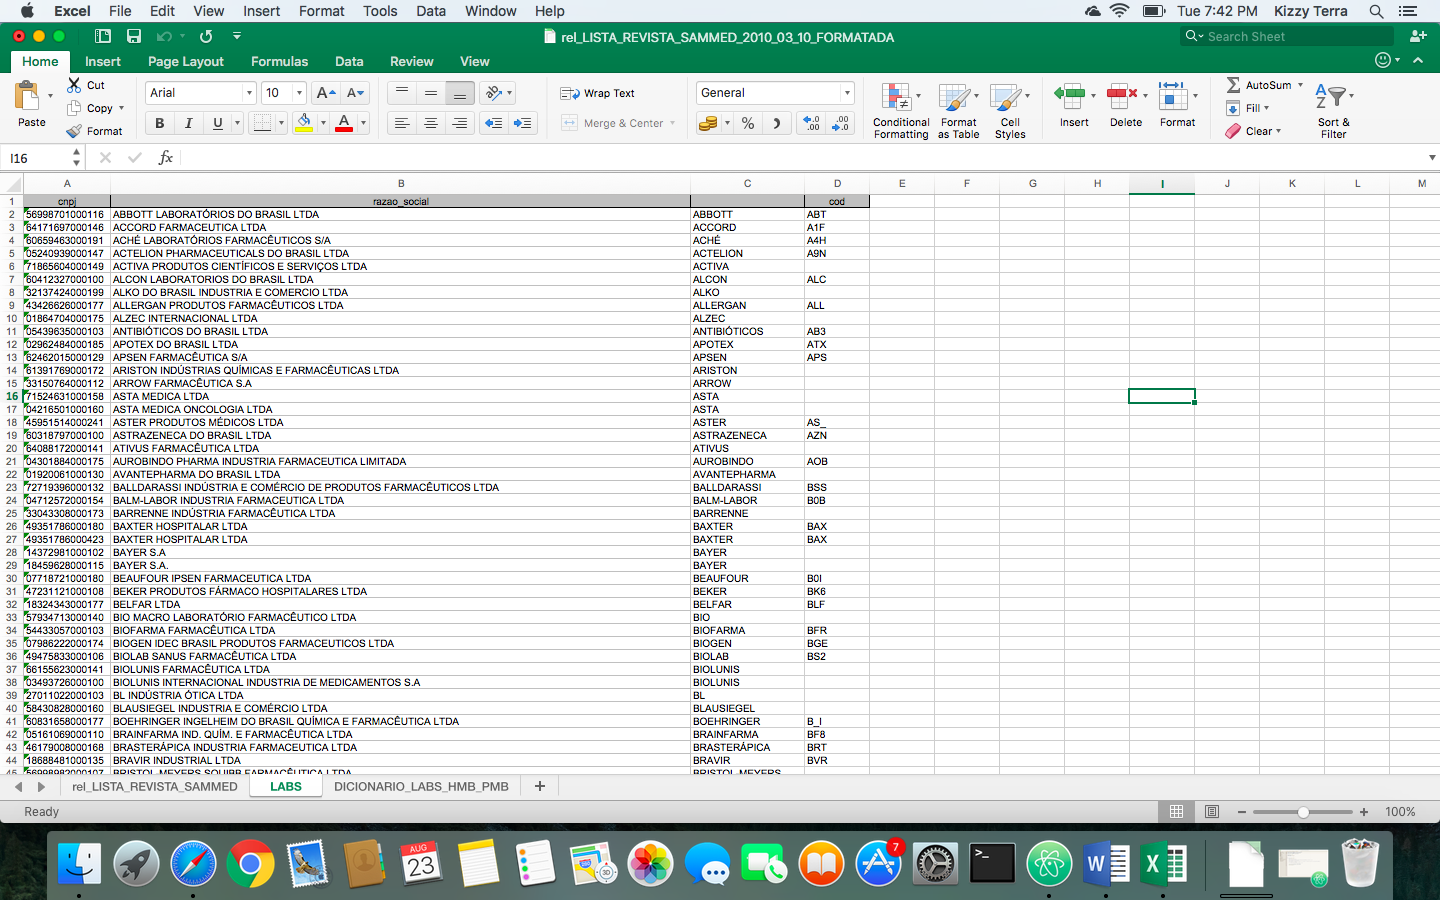 Excel File Edit View Insert Format Tools Data Window Help Tue 7:42 PM Kizzy Terra
rel_LISTA_REVISTA_SAMMED_2010_03_10_FORMATADA Search Sheet
Home Insert Page Layout Formulas Data Review View
Paste Cut Copy Format Arial 10 A A B I U A Wrap Text Merge & Center General % Conditional Formatting Format as Table Cell Styles Insert Delete Format AutoSum Fill Clear Sort & Filter
I16 fx
A B C D E F G H I J K L M
1 cnpj razao_social cod
2 56998701000116 ABBOTT LABORATÓRIOS DO BRASIL LTDA ABBOTT ABT
3 64171697000146 ACCORD FARMACEUTICA LTDA ACCORD A1F
4 60659463000191 ACHÉ LABORATÓRIOS FARMACÊUTICOS S/A ACHÉ A4H
5 05240939000147 ACTELION PHARMACEUTICALS DO BRASIL LTDA ACTELION A9N
6 71865604000149 ACTIVA PRODUTOS CIENTÍFICOS E SERVIÇOS LTDA ACTIVA
7 60412327000100 ALCON LABORATORIOS DO BRASIL LTDA ALCON ALC
8 32137424000199 ALKO DO BRASIL INDUSTRIA E COMERCIO LTDA ALKO
9 43426626000177 ALLERGAN PRODUTOS FARMACÊUTICOS LTDA ALLERGAN ALL
10 01864704000175 ALZEC INTERNACIONAL LTDA ALZEC
11 05439635000103 ANTIBIÓTICOS DO BRASIL LTDA ANTIBIÓTICOS AB3
12 02962484000185 APOTEX DO BRASIL LTDA APOTEX ATX
13 62462015000129 APSEN FARMACÊUTICA S/A APSEN APS
14 61391769000172 ARISTON INDÚSTRIAS QUÍMICAS E FARMACÊUTICAS LTDA ARISTON
15 33150764000112 ARROW FARMACÊUTICA S.A ARROW
16 71524631000158 ASTA MEDICA LTDA ASTA
17 04216501000160 ASTA MEDICA ONCOLOGIA LTDA ASTA
18 45951514000241 ASTER PRODUTOS MÉDICOS LTDA ASTER AS_
19 60318797000100 ASTRAZENECA DO BRASIL LTDA ASTRAZENECA AZN
20 64088172000141 ATIVUS FARMACÊUTICA LTDA ATIVUS
21 04301884000175 AUROBINDO PHARMA INDUSTRIA FARMACEUTICA LIMITADA AUROBINDO AOB
22 01920061000130 AVANTEPHARMA DO BRASIL LTDA AVANTEPHARMA
23 72719396000132 BALLDARASSI INDÚSTRIA E COMÉRCIO DE PRODUTOS FARMACÊUTICOS LTDA BALLDARASSI BSS
24 04712572000154 BALM-LABOR INDUSTRIA FARMACEUTICA LTDA BALM-LABOR B0B
25 33043308000173 BARRENNE INDÚSTRIA FARMACÊUTICA LTDA BARRENNE
26 49351786000180 BAXTER HOSPITALAR LTDA BAXTER BAX
27 49351786000423 BAXTER HOSPITALAR LTDA BAXTER BAX
28 14372981000102 BAYER S.A BAYER
29 18459628000115 BAYER S.A. BAYER
30 07718721000180 BEAUFOUR IPSEN FARMACEUTICA LTDA BEAUFOUR B0I
31 47231121000108 BEKER PRODUTOS FÁRMACO HOSPITALARES LTDA BEKER BK6
32 18324343000177 BELFAR LTDA BELFAR BLF
33 57934713000140 BIO MACRO LABORATÓRIO FARMACÊUTICO LTDA BIO
34 54433057000103 BIOFARMA FARMACÊUTICA LTDA BIOFARMA BFR
35 07986222000174 BIOGEN IDEC BRASIL PRODUTOS FARMACEUTICOS LTDA BIOGEN BGE
36 49475833000106 BIOLAB SANUS FARMACÊUTICA LTDA BIOLAB BS2
37 66155623000141 BIOLUNIS FARMACÊUTICA LTDA BIOLUNIS
38 03493726000100 BIOLUNIS INTERNACIONAL INDUSTRIA DE MEDICAMENTOS S.A BIOLUNIS
39 27011022000103 BL INDÚSTRIA ÓTICA LTDA BL
40 58430828000160 BLAUSIEGEL INDUSTRIA E COMÉRCIO LTDA BLAUSIEGEL
41 60831658000177 BOEHRINGER INGELHEIM DO BRASIL QUÍMICA E FARMACÊUTICA LTDA BOEHRINGER B_I
42 05161069000110 BRAINFARMA IND. QUÍM. E FARMACÊUTICA LTDA BRAINFARMA BF8
43 46179008000168 BRASTERÁPICA INDUSTRIA FARMACEUTICA LTDA BRASTERÁPICA BRT
44 18688481000135 BRAVIR INDUSTRIAL LTDA BRAVIR BVR
45 56998982000107 BRISTOL-MEYERS SQUIBB FARMACÊUTICA LTDA BRISTOL-MEYERS
rel_LISTA_REVISTA_SAMMED LABS DICIONARIO_LABS_HMB_PMB +
Ready 100%
AUG
23
7